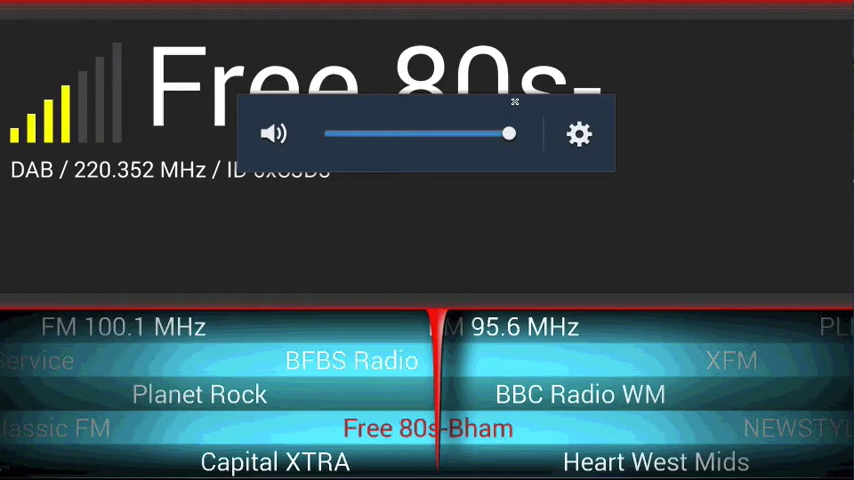 Free 80s-
DAB / 220.352 MHz / ID
FM 100.1 MHz FM 95.6 MHz
BFBS Radio XFM
Planet Rock BBC Radio WM
Free 80s-Bham
Capital XTRA Heart West Mids